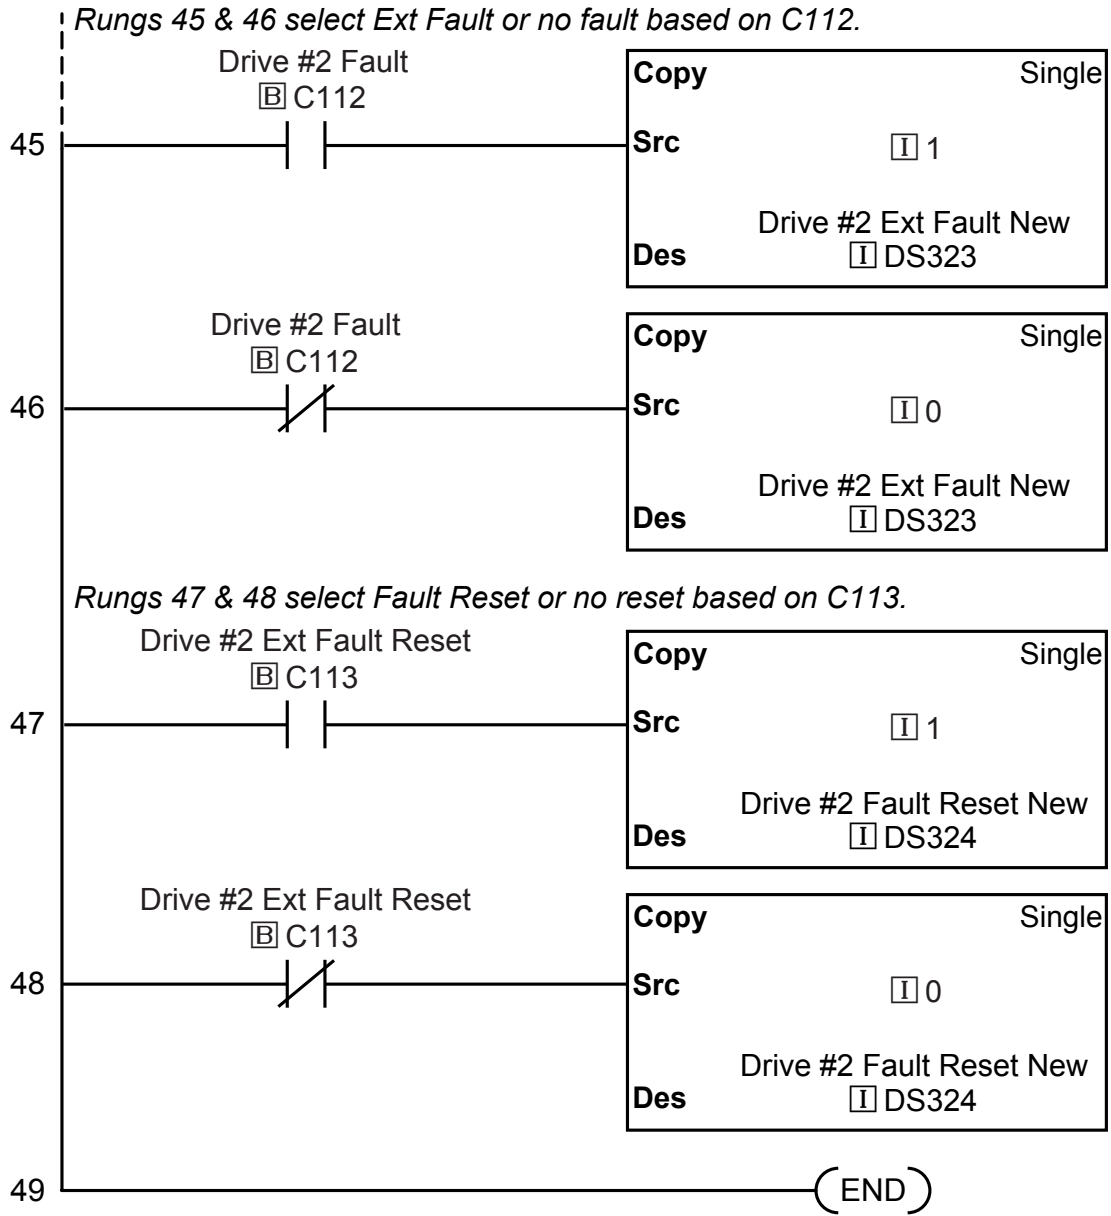 Rungs 45 & 46 select Ext Fault or no fault based on C112.
Drive #2 Fault
B C112
45
Copy Single
Src I 1
Drive #2 Ext Fault New
Des I DS323
Drive #2 Fault
B C112
46
Copy Single
Src I 0
Drive #2 Ext Fault New
Des I DS323
Rungs 47 & 48 select Fault Reset or no reset based on C113.
Drive #2 Ext Fault Reset
B C113
47
Copy Single
Src I 1
Drive #2 Fault Reset New
Des I DS324
Drive #2 Ext Fault Reset
B C113
48
Copy Single
Src I 0
Drive #2 Fault Reset New
Des I DS324
49
END